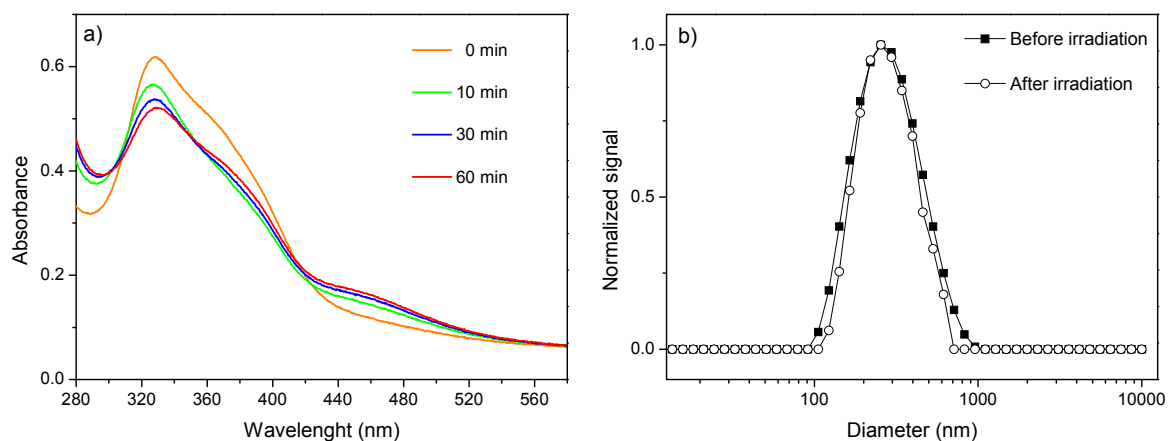 a)
0 min
10 min
30 min
60 min
0.6
0.4
0.2
0.0
Absorbance
280 320 360 400 440 480 520 560
Wavelenght (nm)
b)
Before irradiation
After irradiation
1.0
0.5
0.0
Normalized signal
100 1000 10000
Diameter (nm)